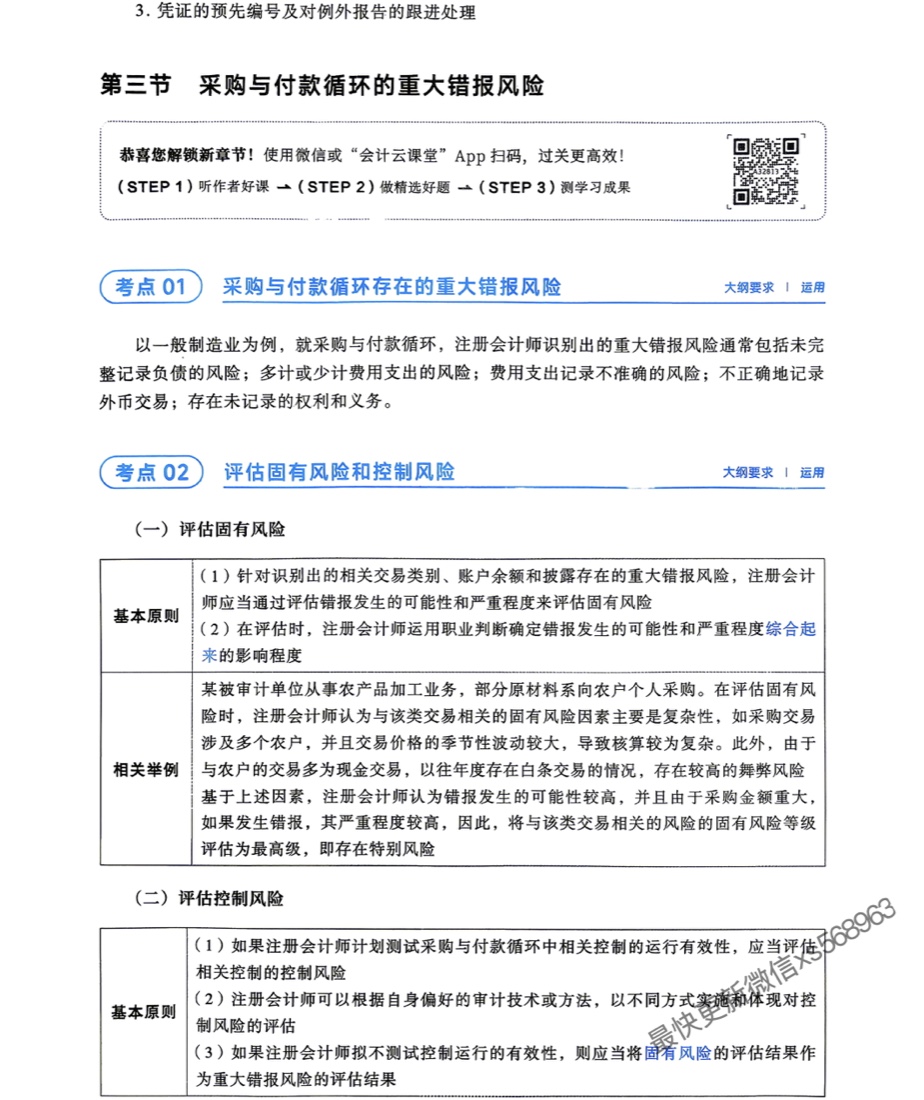 3. 凭证的预先编号及对例外报告的跟进处理
第三节 采购与付款循环的重大错报风险
恭喜您解锁新章节！使用微信或“会计云课堂”App 扫码，过关更高效！
A32813
（STEP 1）听作者好课 ⇀（STEP 2）做精选好题 ⇀（STEP 3）测学习成果
考点 01 采购与付款循环存在的重大错报风险 大纲要求 | 运用
以一般制造业为例，就采购与付款循环，注册会计师识别出的重大错报风险通常包括未完
整记录负债的风险；多计或少计费用支出的风险；费用支出记录不准确的风险；不正确地记录
外币交易；存在未记录的权利和义务。
考点 02 评估固有风险和控制风险 大纲要求 | 运用
（一）评估固有风险
基本原则
（1）针对识别出的相关交易类别、账户余额和披露存在的重大错报风险，注册会计
师应当通过评估错报发生的可能性和严重程度来评估固有风险
（2）在评估时，注册会计师运用职业判断确定错报发生的可能性和严重程度综合起
来的影响程度
相关举例
某被审计单位从事农产品加工业务，部分原材料系向农户个人采购。在评估固有风
险时，注册会计师认为与该类交易相关的固有风险因素主要是复杂性，如采购交易
涉及多个农户，并且交易价格的季节性波动较大，导致核算较为复杂。此外，由于
与农户的交易多为现金交易，以往年度存在白条交易的情况，存在较高的舞弊风险
基于上述因素，注册会计师认为错报发生的可能性较高，并且由于采购金额重大，
如果发生错报，其严重程度较高，因此，将与该类交易相关的风险的固有风险等级
评估为最高级，即存在特别风险
（二）评估控制风险
基本原则
（1）如果注册会计师计划测试采购与付款循环中相关控制的运行有效性，应当评估
相关控制的控制风险
（2）注册会计师可以根据自身偏好的审计技术或方法，以不同方式实施和体现对控
制风险的评估
（3）如果注册会计师拟不测试控制运行的有效性，则应当将固有风险的评估结果作
为重大错报风险的评估结果
最快更新微信xj568963